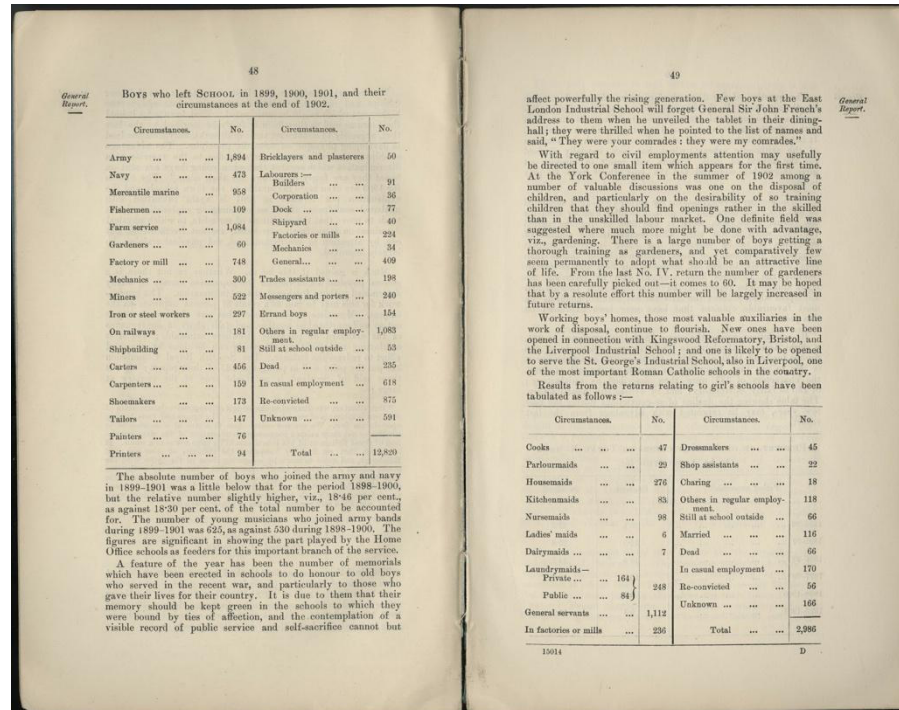 48
General Report.
BOYS who left SCHOOL in 1899, 1900, 1901, and their
circumstances at the end of 1902.
Circumstances. No. Circumstances. No.
Army ... ... ... 1,894 Bricklayers and plasterers 50
Navy ... ... ... 473 Labourers :—
Builders ... ... 91
Mercantile marine ... 958 Corporation ... ... 36
Fishermen ... ... ... 109 Dock ... ... ... 77
Farm service ... ... 1,084 Shipyard ... ... 40
Factories or mills ... 224
Gardeners ... ... ... 60 Mechanics ... ... 34
Factory or mill ... ... 748 General... ... ... 409
Mechanics ... ... ... 300 Trades assistants ... ... 198
Miners ... ... ... 522 Messengers and porters ... 240
Iron or steel workers ... 297 Errand boys ... ... 154
On railways ... ... 181 Others in regular employ- 1,083
ment.
Shipbuilding ... ... 81 Still at school outside ... 53
Carters ... ... ... 456 Dead ... ... ... 235
Carpenters ... ... ... 159 In casual employment ... 618
Shoemakers ... ... 173 Re-convicted ... ... 875
Tailors ... ... ... 147 Unknown ... ... ... 591
Painters ... ... ... 76
Printers ... ... ... 94 Total ... ... 12,820
The absolute number of boys who joined the army and navy
in 1899–1901 was a little below that for the period 1898–1900,
but the relative number slightly higher, viz., 18·46 per cent.,
as against 18·30 per cent. of the total number to be accounted
for. The number of young musicians who joined army bands
during 1899–1901 was 625, as against 530 during 1898–1900. The
figures are significant in showing the part played by the Home
Office schools as feeders for this important branch of the service.
A feature of the year has been the number of memorials
which have been erected in schools to do honour to old boys
who served in the recent war, and particularly to those who
gave their lives for their country. It is due to them that their
memory should be kept green in the schools to which they
were bound by ties of affection, and the contemplation of a
visible record of public service and self-sacrifice cannot but
49
General Report.
affect powerfully the rising generation. Few boys at the East
London Industrial School will forget General Sir John French's
address to them when he unveiled the tablet in their dining-
hall; they were thrilled when he pointed to the list of names and
said, "They were your comrades : they were my comrades."
With regard to civil employments attention may usefully
be directed to one small item which appears for the first time.
At the York Conference in the summer of 1902 among a
number of valuable discussions was one on the disposal of
children, and particularly on the desirability of so training
children that they should find openings rather in the skilled
than in the unskilled labour market. One definite field was
suggested where much more might be done with advantage,
viz., gardening. There is a large number of boys getting a
thorough training as gardeners, and yet comparatively few
seem permanently to adopt what should be an attractive line
of life. From the last No. IV. return the number of gardeners
has been carefully picked out—it comes to 60. It may be hoped
that by a resolute effort this number will be largely increased in
future returns.
Working boys' homes, those most valuable auxiliaries in the
work of disposal, continue to flourish. New ones have been
opened in connection with Kingswood Reformatory, Bristol, and
the Liverpool Industrial School; and one is likely to be opened
to serve the St. George's Industrial School, also in Liverpool, one
of the most important Roman Catholic schools in the country.
Results from the returns relating to girl's schools have been
tabulated as follows :—
Circumstances. No. Circumstances. No.
Cooks ... ... ... 47 Dressmakers ... ... 45
Parlourmaids ... ... 29 Shop assistants ... ... 22
Housemaids ... ... 276 Charing ... ... ... 18
Kitchenmaids ... ... 83 Others in regular employ- 118
ment.
Nursemaids ... ... 98 Still at school outside ... 66
Ladies' maids ... ... 6 Married ... ... ... 116
Dairymaids ... ... ... 7 Dead ... ... ... 66
Laundrymaids— In casual employment ... 170
Private ... ... 164 } 248 Re-convicted ... ... 56
Public ... ... 84 } Unknown ... ... ... 166
General servants ... ... 1,112
In factories or mills ... 236 Total ... ... 2,986
15014 D